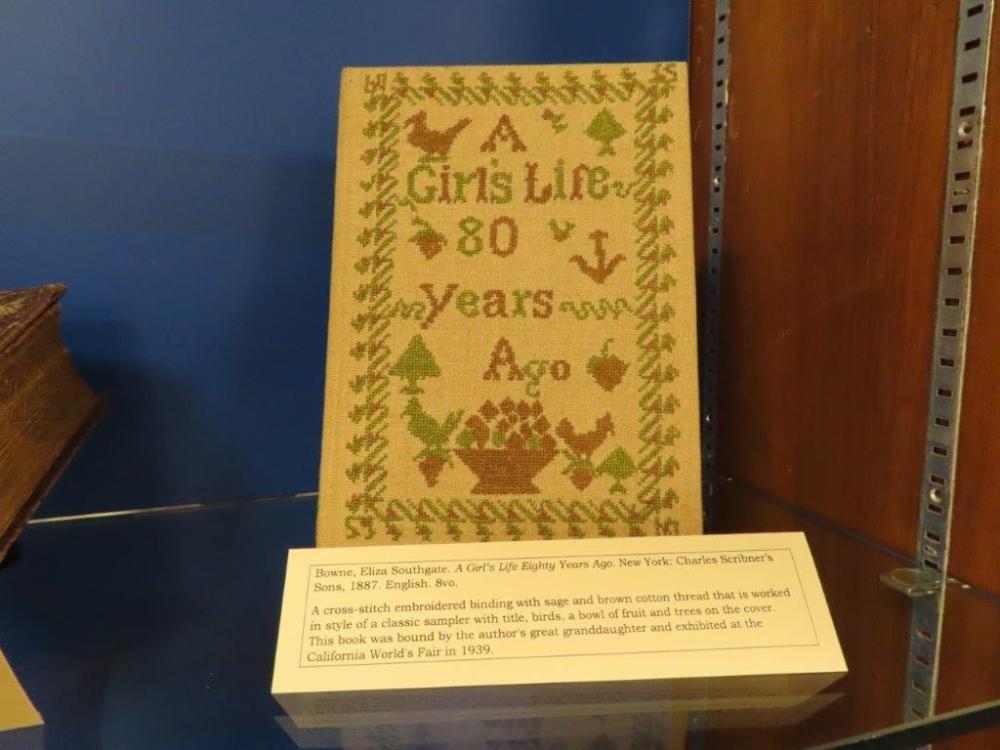 A
Girl's Life
80
years
Ago
Bowne, Eliza Southgate. A Girl's Life Eighty Years Ago. New York: Charles Scribner's
Sons, 1887. English. 8vo.
A cross-stitch embroidered binding with sage and brown cotton thread that is worked
in style of a classic sampler with title, birds, a bowl of fruit and trees on the cover.
This book was bound by the author's great granddaughter and exhibited at the
California World's Fair in 1939.